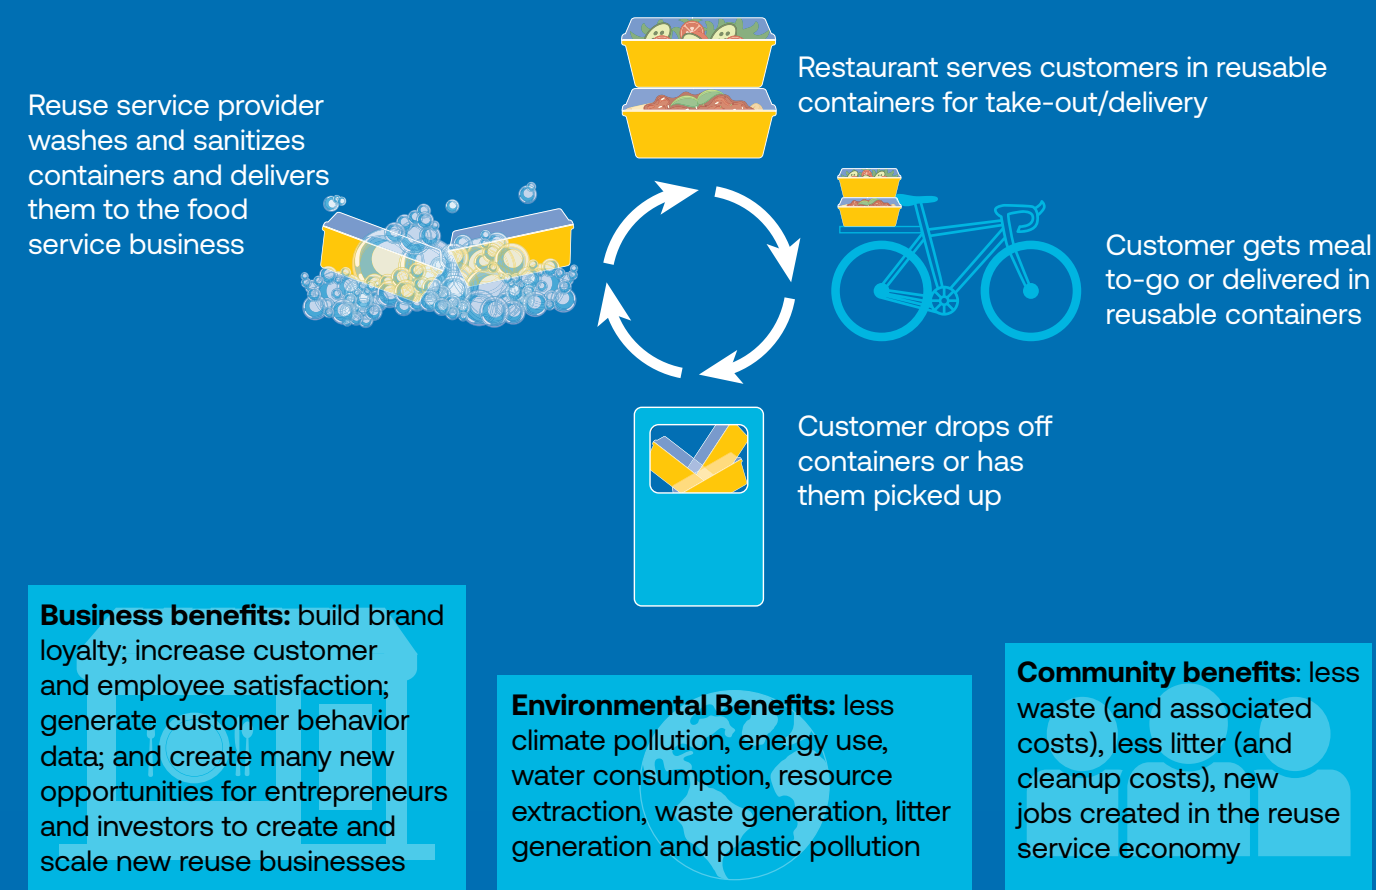 Restaurant serves customers in reusable
containers for take-out/delivery
Customer gets meal
to-go or delivered in
reusable containers
Customer drops off
containers or has
them picked up
Reuse service provider
washes and sanitizes
containers and delivers
them to the food
service business
Business benefits: build brand
loyalty; increase customer
and employee satisfaction;
generate customer behavior
data; and create many new
opportunities for entrepreneurs
and investors to create and
scale new reuse businesses
Environmental Benefits: less
climate pollution, energy use,
water consumption, resource
extraction, waste generation, litter
generation and plastic pollution
Community benefits: less
waste (and associated
costs), less litter (and
cleanup costs), new
jobs created in the reuse
service economy